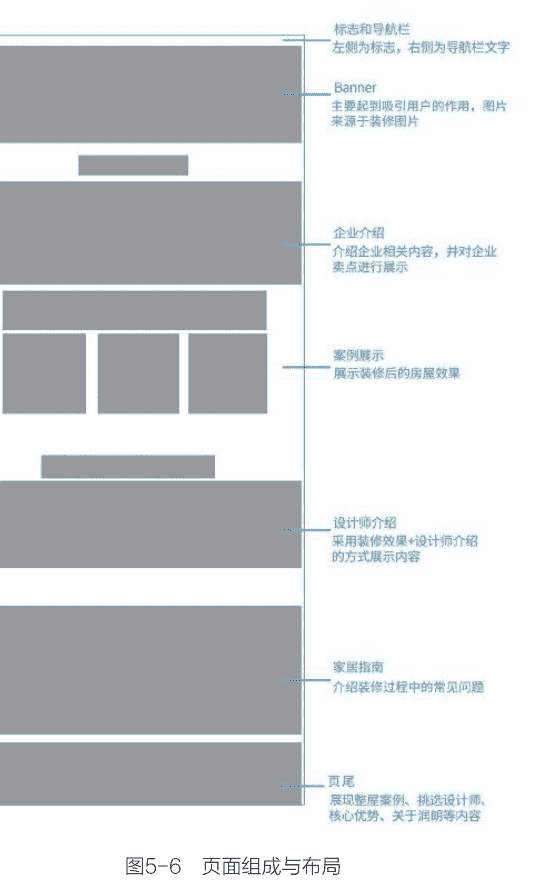 标志和导航栏
左侧为标志，右侧为导航栏文字
Banner
主要起到吸引用户的作用，图片
来源于装修图片
企业介绍
介绍企业相关内容，并对企业
卖点进行展示
案例展示
展示装修后的房屋效果
设计师介绍
采用装修效果+设计师介绍
的方式展示内容
家居指南
介绍装修过程中的常见问题
页尾
展现整屋案例、挑选设计师、
核心优势、关于润朗等内容
图5-6 页面组成与布局